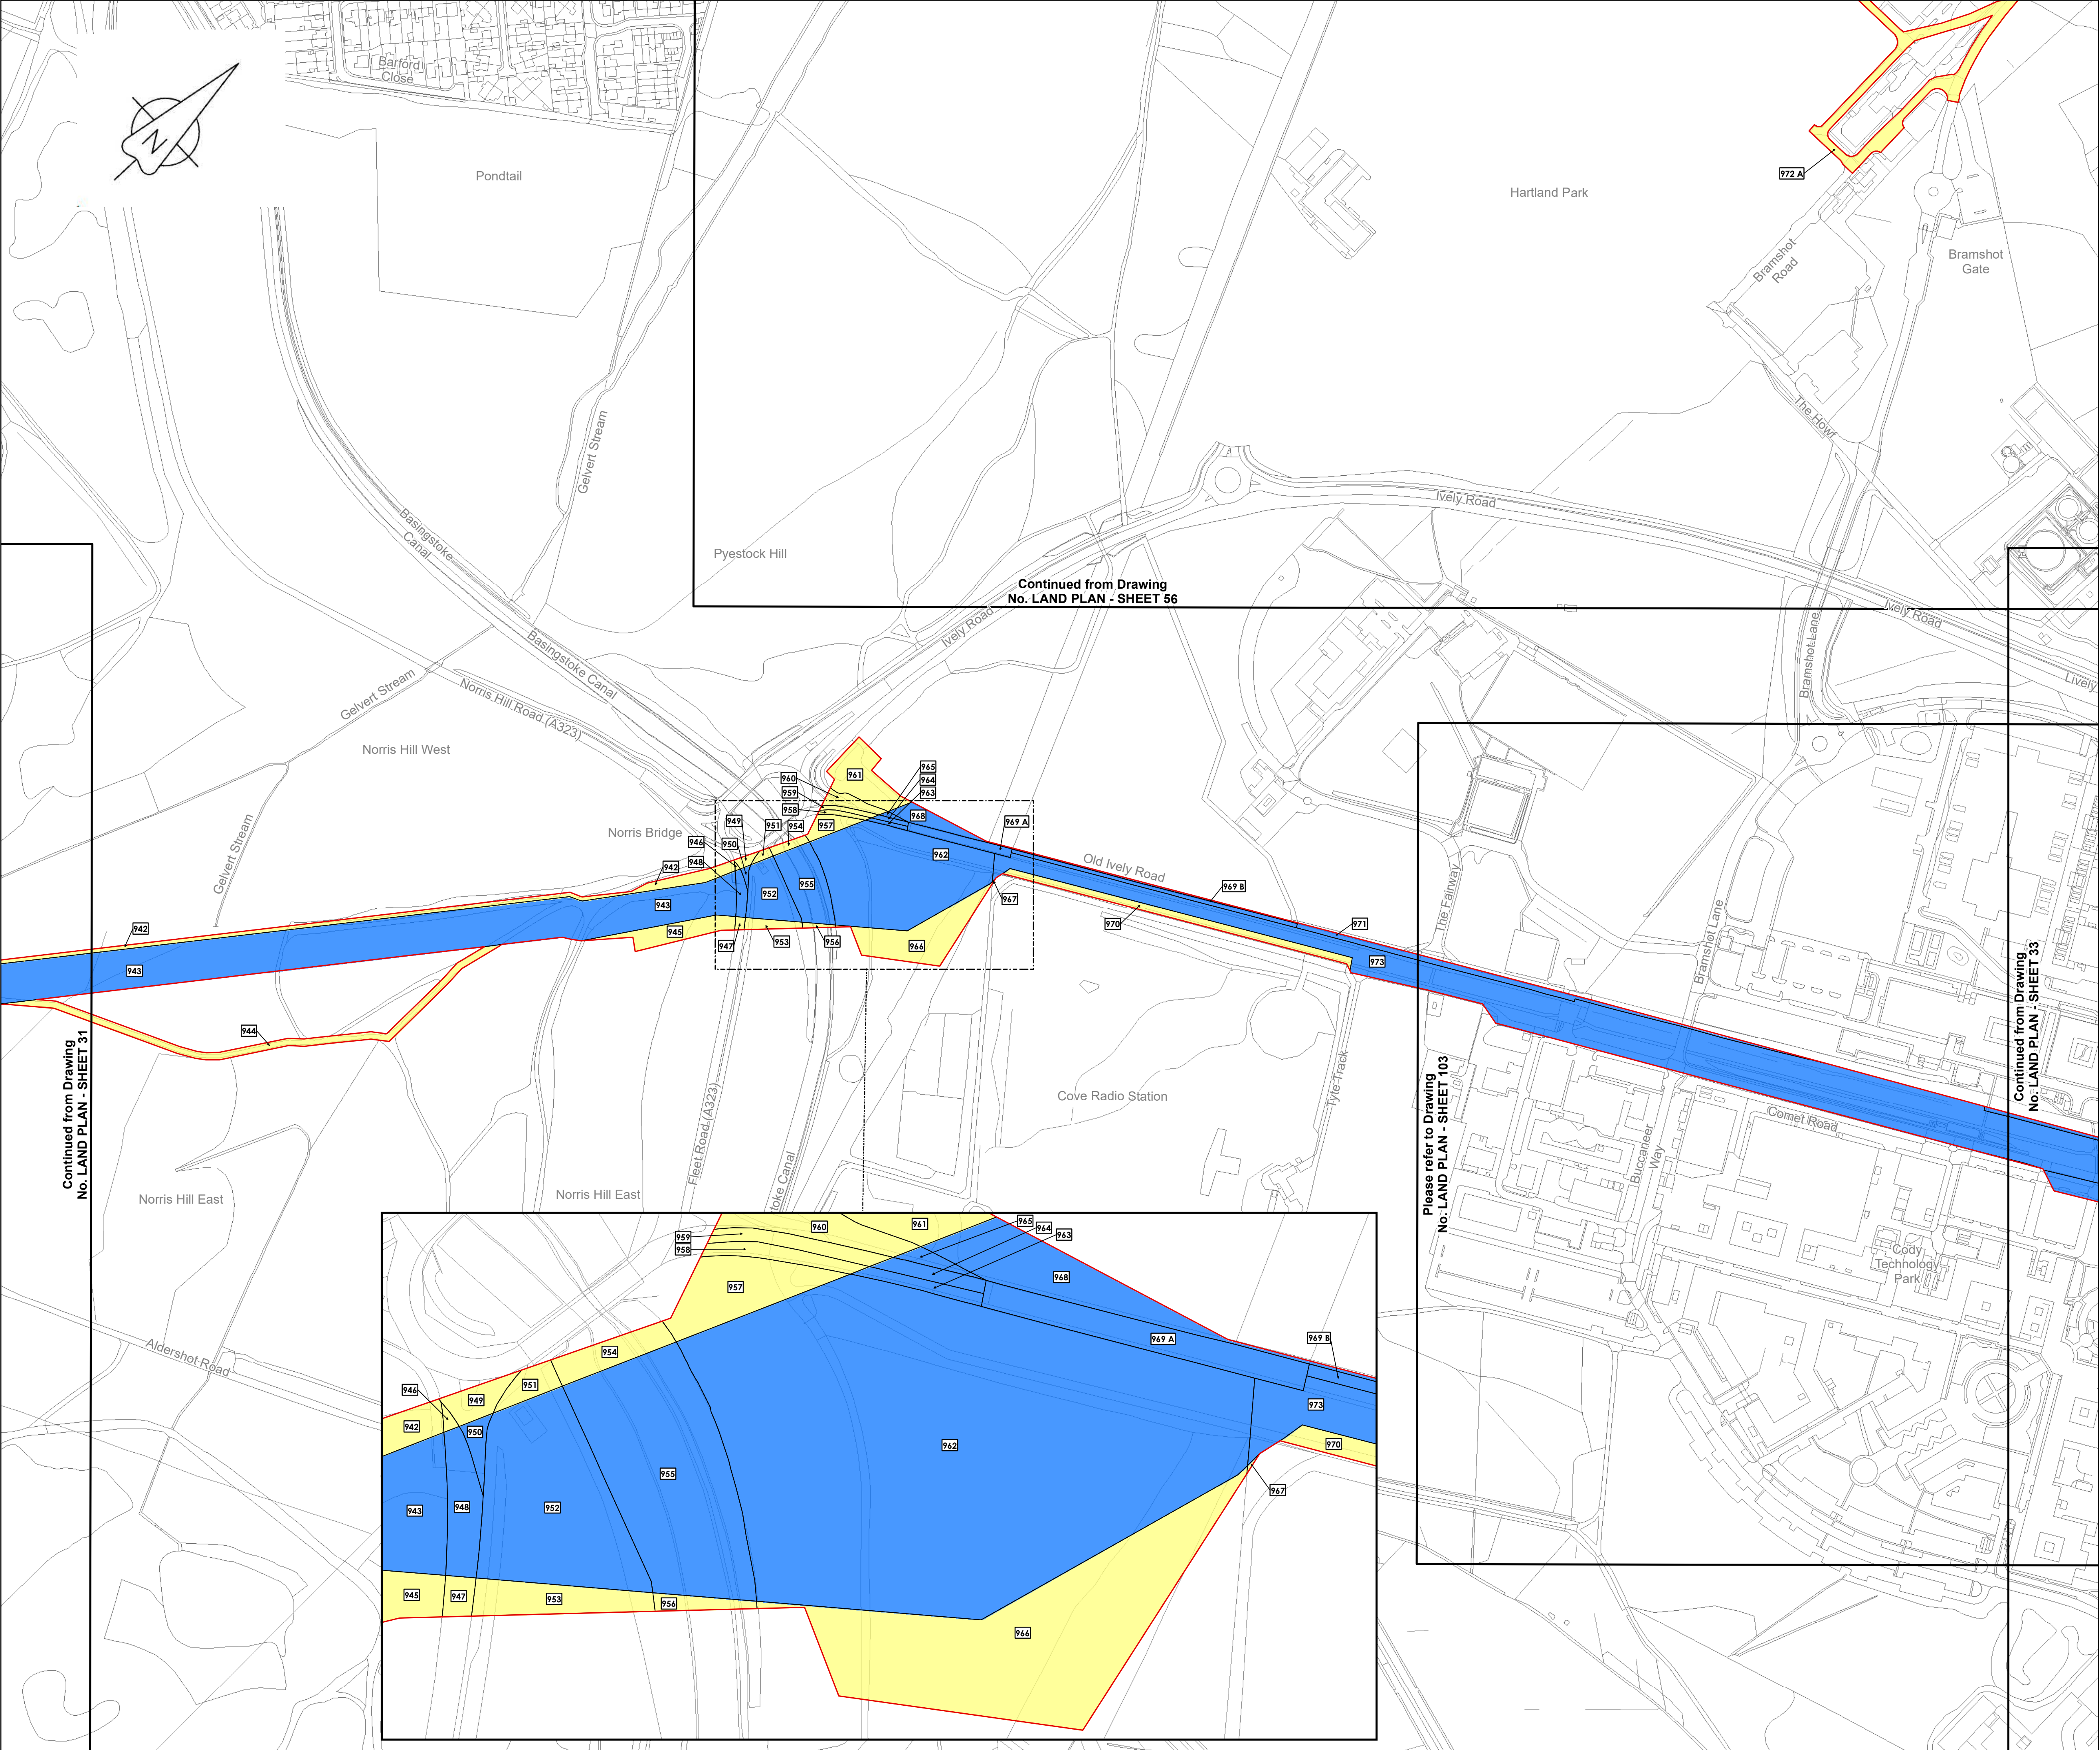 Barford
Close
N
Pondtail
Hartland Park
972 A
Bramshot
Road
Bramshot
Gate
The Howf
Gelvert Stream
Basingstoke
Canal
Pyestock Hill
Ively Road
Continued from Drawing
No. LAND PLAN - SHEET 56
Ively Road
Ively Road
Bramshot Lane
Lively
Basingstoke Canal
Gelvert Stream
Norris Hill Road (A323)
Norris Hill West
Gelvert Stream
Norris Bridge
960
961
965
959
964
963
958
949
951
954
957
968
969 A
946
950
948
942
962
955
952
943
967
Old Ively Road
969 B
970
971
973
The Fairway
Bramshot Lane
942
943
945
947
953
956
966
944
Continued from Drawing
No. LAND PLAN - SHEET 31
Continued from Drawing
No. LAND PLAN - SHEET 33
Please refer to Drawing
No. LAND PLAN - SHEET 103
Cove Radio Station
Tyte Track
Fleet Road (A323)
toke Canal
Norris Hill East
Norris Hill East
Buccaneer
Way
Comet Road
Cody
Technology
Park
Aldershot Road
960
961
965
959
964
963
958
957
968
954
969 A
969 B
951
946
949
942
950
973
962
970
955
967
943
948
952
945
947
953
956
966